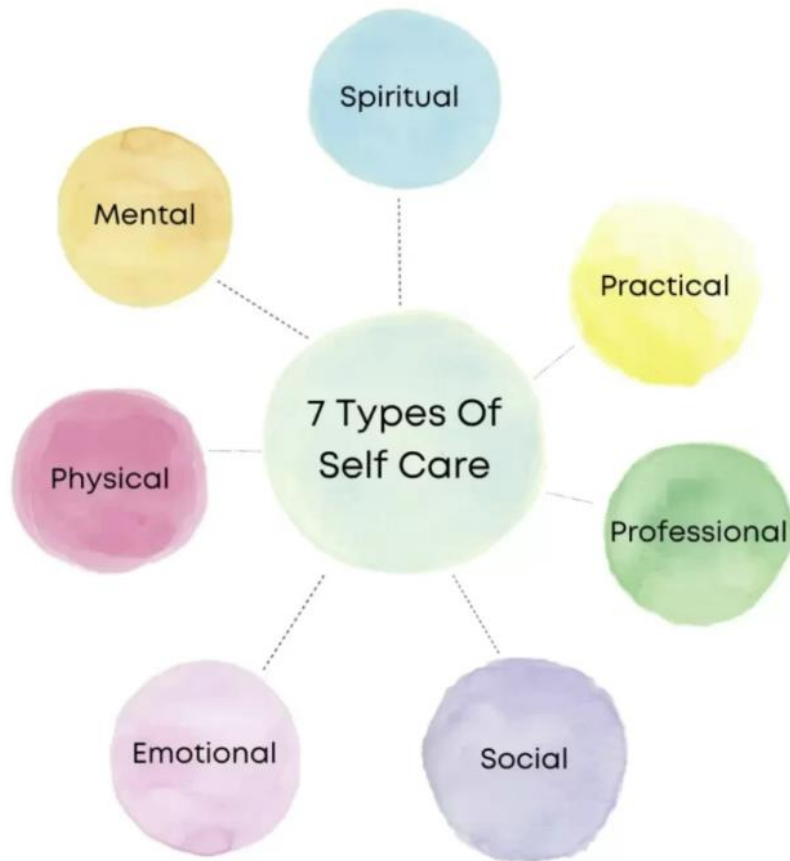 Spiritual
Mental
Practical
7 Types Of
Self Care
Physical
Professional
Emotional
Social